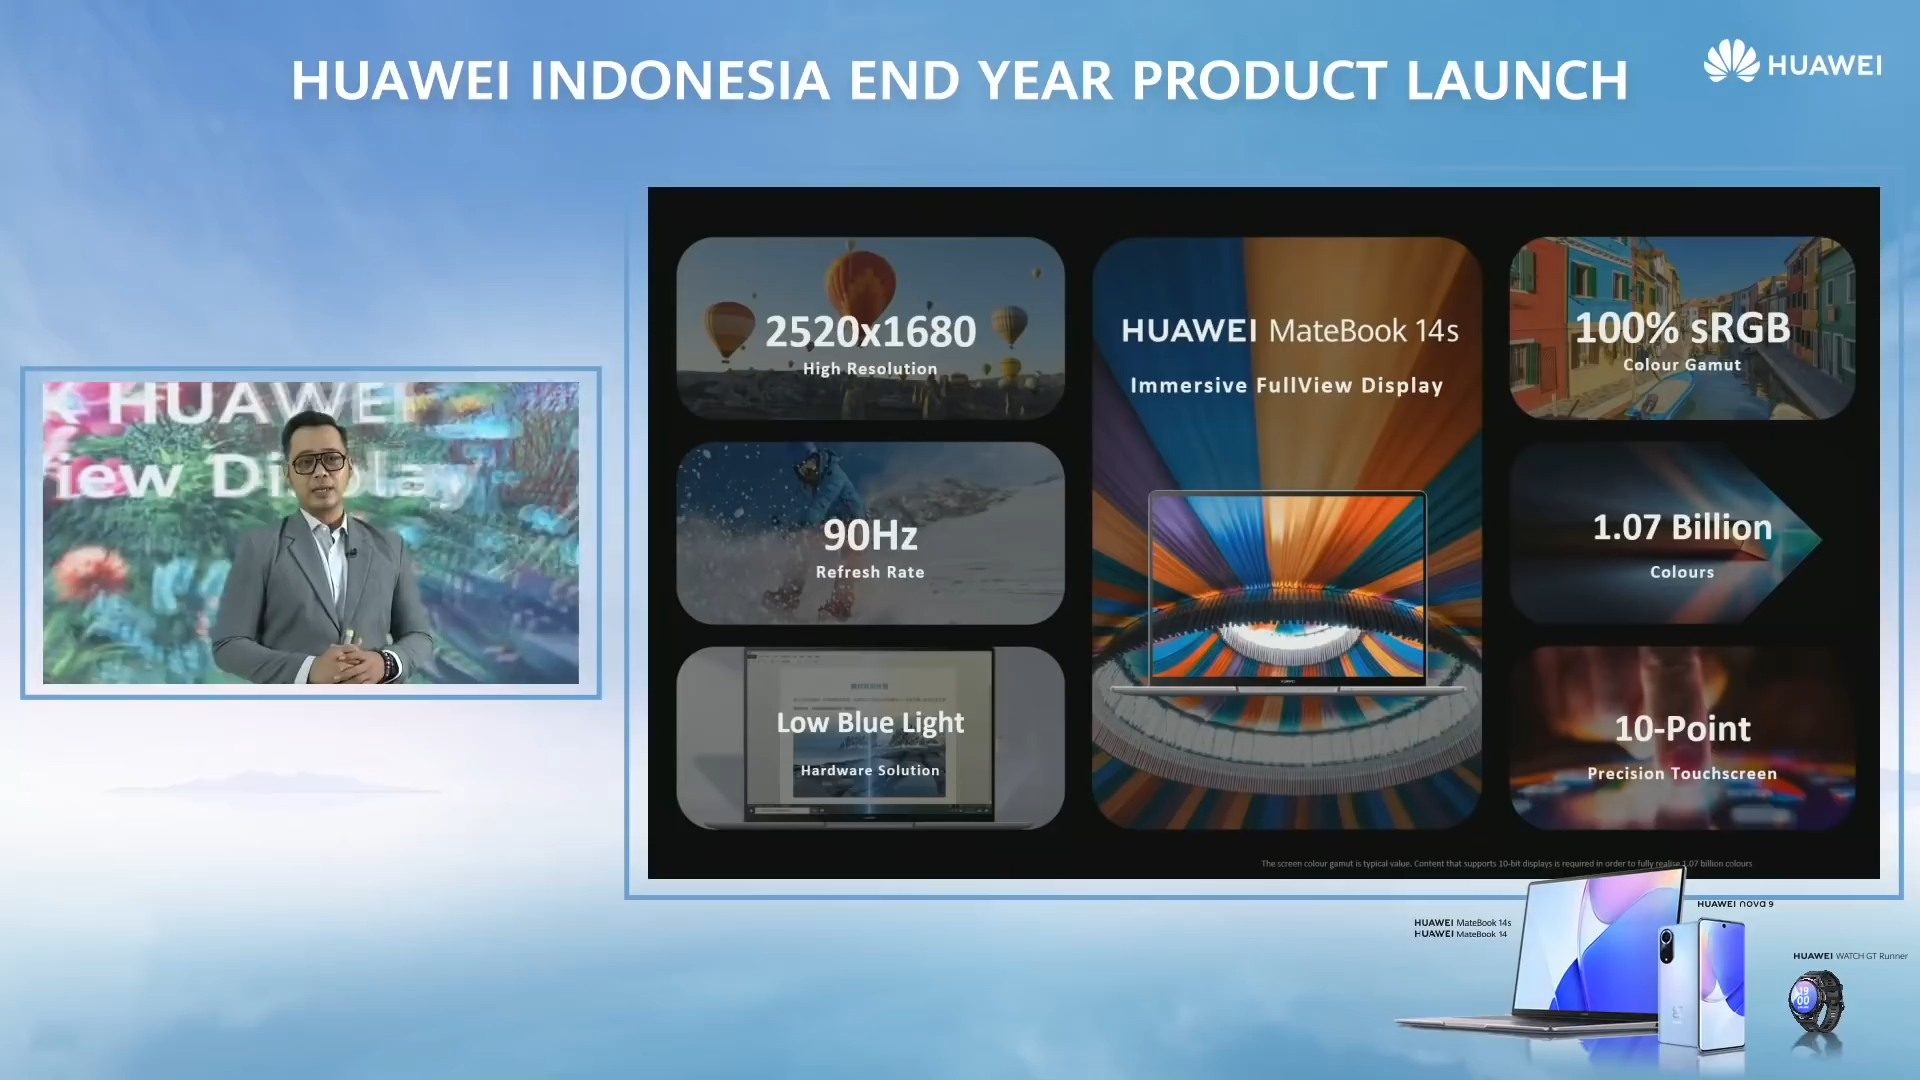 HUAWEI INDONESIA END YEAR PRODUCT LAUNCH
HUAWEI
HUAWEI
iew Display
2520x1680
High Resolution
90Hz
Refresh Rate
Low Blue Light
Hardware Solution
HUAWEI MateBook 14s
Immersive FullView Display
100% sRGB
Colour Gamut
1.07 Billion
Colours
10-Point
Precision Touchscreen
The screen colour gamut is typical value. Content that supports 10-bit displays is required in order to fully realise 1.07 billion colours
HUAWEI MateBook 14s
HUAWEI MateBook 14
HUAWEI nova 9
HUAWEI WATCH GT Runner
19
00